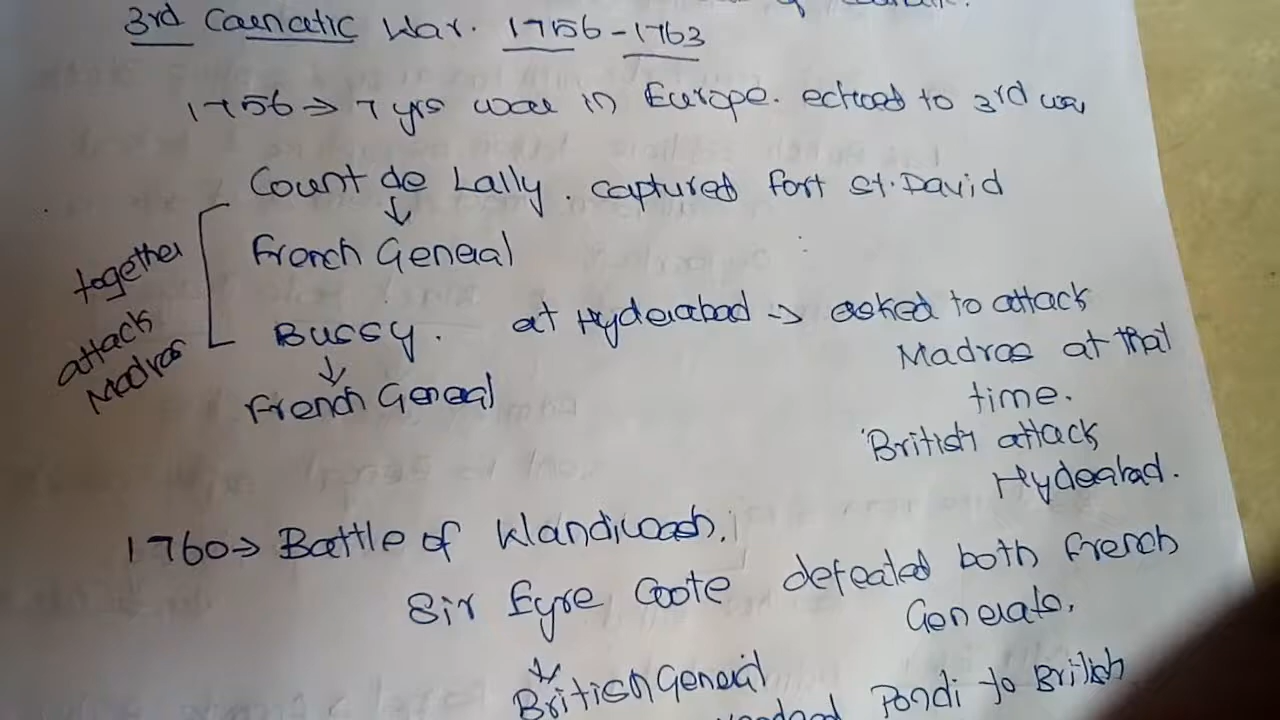 3rd Carnatic War. 1756-1763
1756 → 7 yrs war in Europe. echoed to 3rd war
Count de Lally. captured Fort St. David
↓
French General
together
attack
Madras
Bussy. at Hyderabad → asked to attack
Madras at that
time.
↓
French General
British attack
Hyderabad.
1760 → Battle of Wandiwash.
Sir Eyre Coote defeated both French
Generals.
↓
British General
Pondi to British